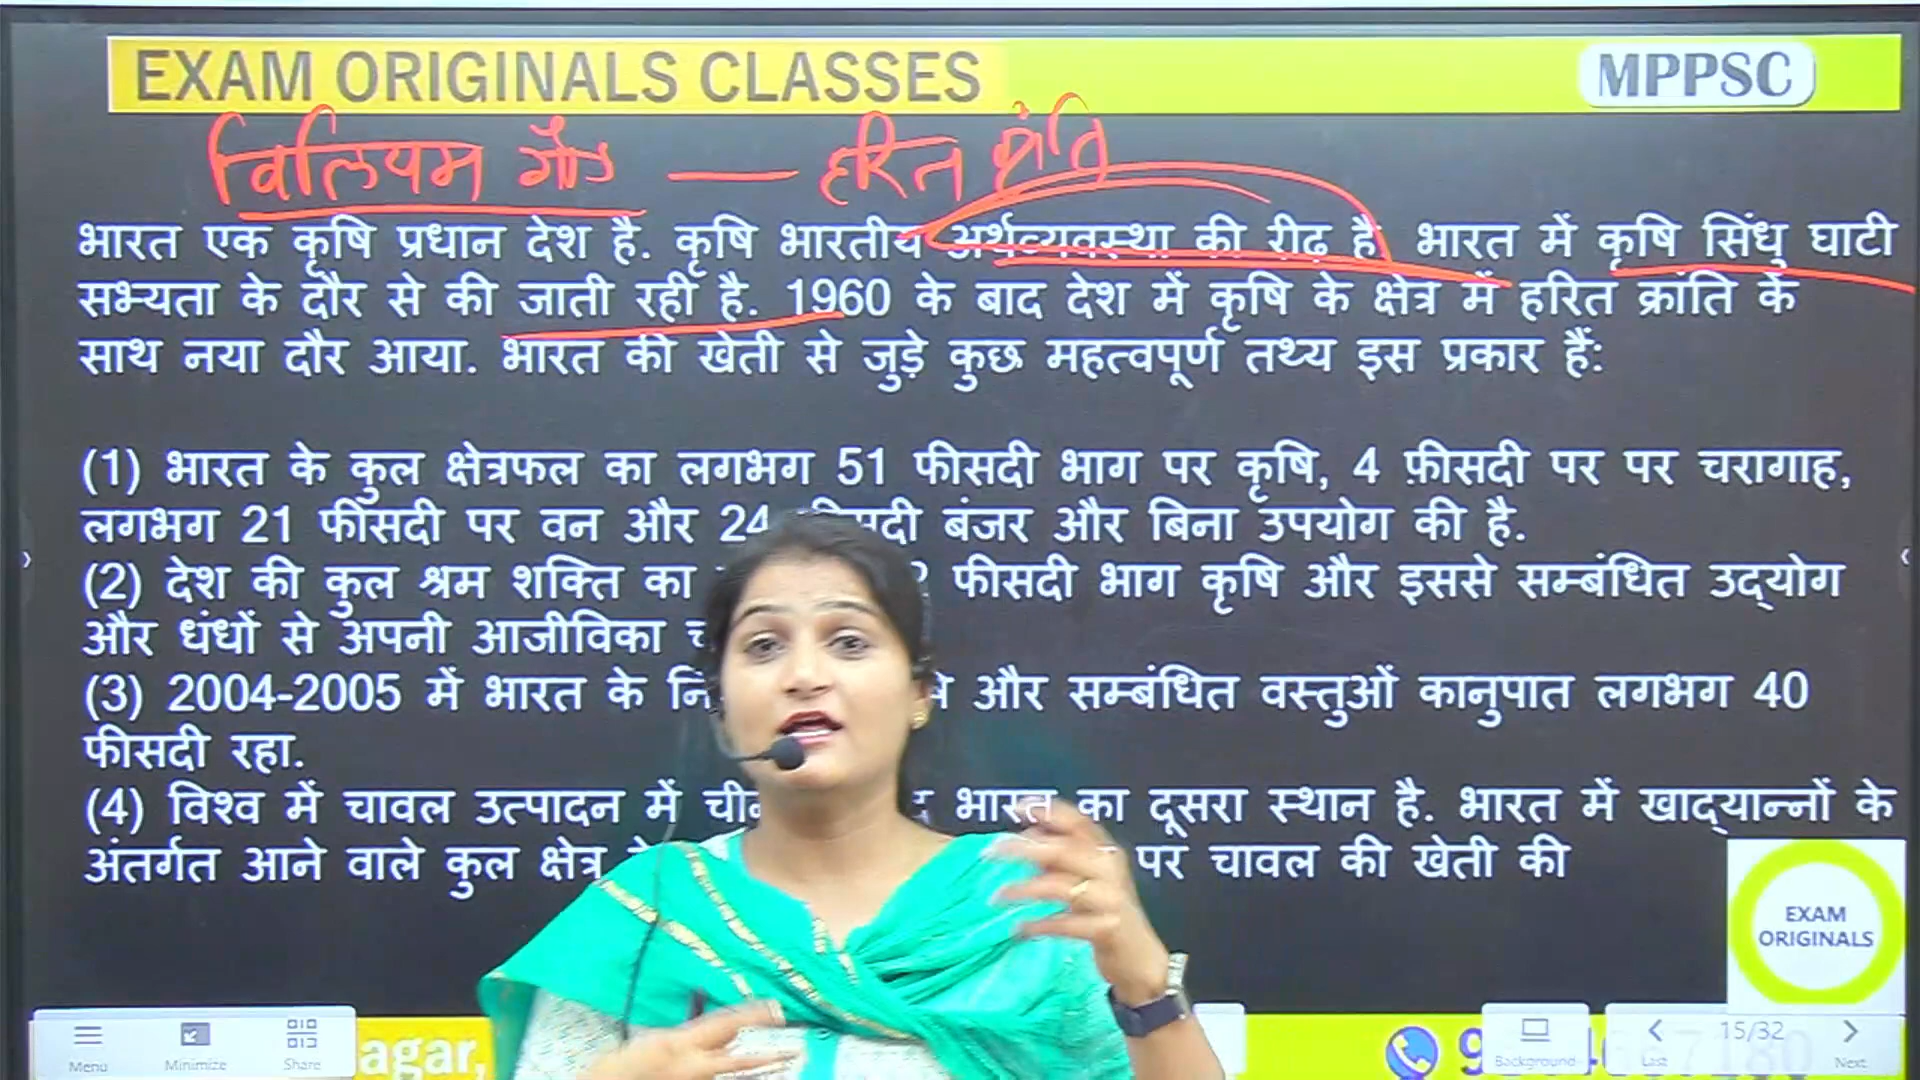 EXAM ORIGINALS CLASSES
MPPSC
विलियम गौड — हरित क्रांति
भारत एक कृषि प्रधान देश है. कृषि भारतीय अर्थव्यवस्था की रीढ़ है भारत में कृषि सिंधु घाटी
सभ्यता के दौर से की जाती रही है. 1960 के बाद देश में कृषि के क्षेत्र में हरित क्रांति के
साथ नया दौर आया. भारत की खेती से जुड़े कुछ महत्वपूर्ण तथ्य इस प्रकार हैं:
(1) भारत के कुल क्षेत्रफल का लगभग 51 फीसदी भाग पर कृषि, 4 फ़ीसदी पर पर चरागाह,
लगभग 21 फीसदी पर वन और 24 फीसदी बंजर और बिना उपयोग की है.
(2) देश की कुल श्रम शक्ति का फीसदी भाग कृषि और इससे सम्बंधित उद्योग
और धंधों से अपनी आजीविका
(3) 2004-2005 में भारत के और सम्बंधित वस्तुओं कानुपात लगभग 40
फीसदी रहा.
(4) विश्व में चावल उत्पादन में भारत का दूसरा स्थान है. भारत में खाद्यान्नों के
अंतर्गत आने वाले कुल क्षेत्र पर चावल की खेती की
EXAM
ORIGINALS
Menu
Minimize
Share
agar,
Background
Last
15/32
Next